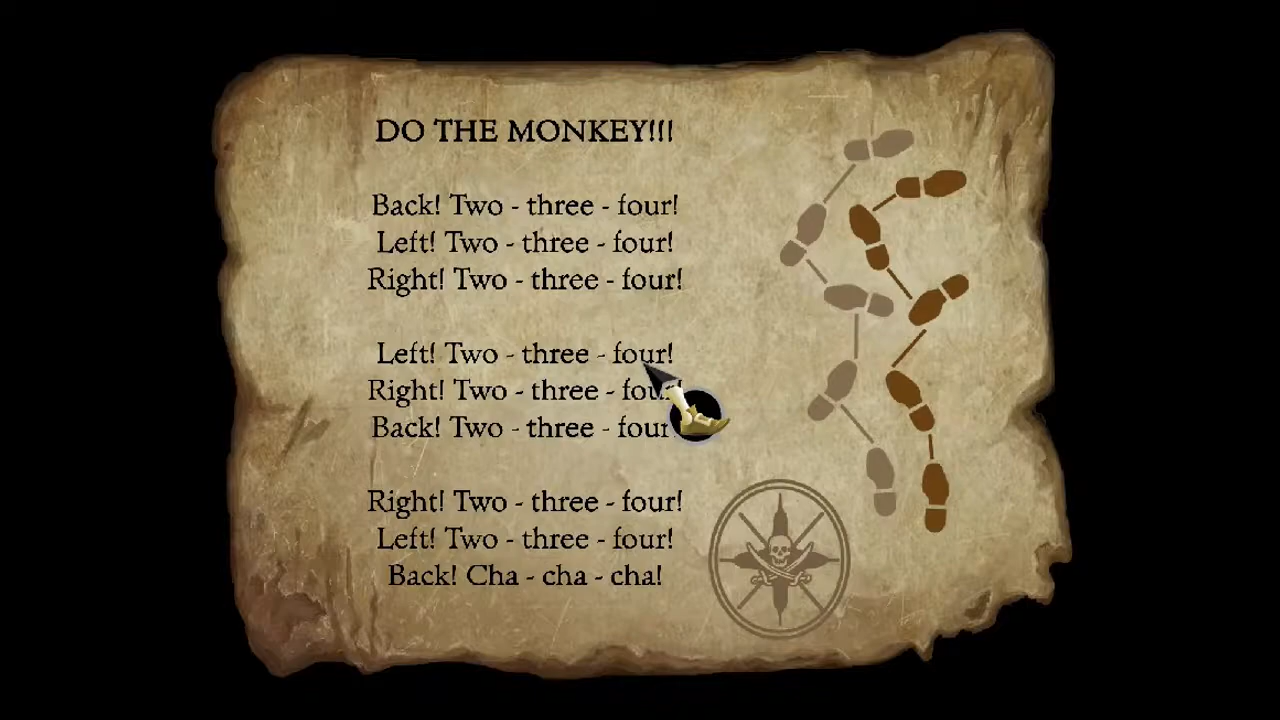 DO THE MONKEY!!!
Back! Two - three - four!
Left! Two - three - four!
Right! Two - three - four!
Left! Two - three - four!
Right! Two - three - four!
Back! Two - three - four
Right! Two - three - four!
Left! Two - three - four!
Back! Cha - cha - cha!